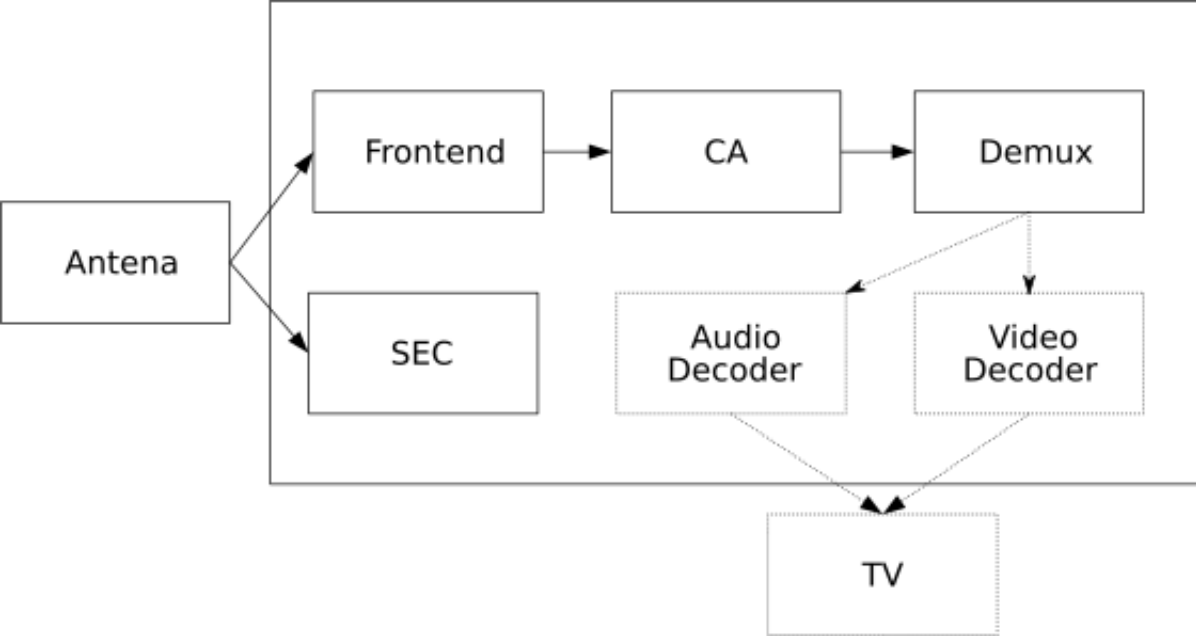 Frontend
CA
Demux
Antena
SEC
Audio
Decoder
Video
Decoder
TV